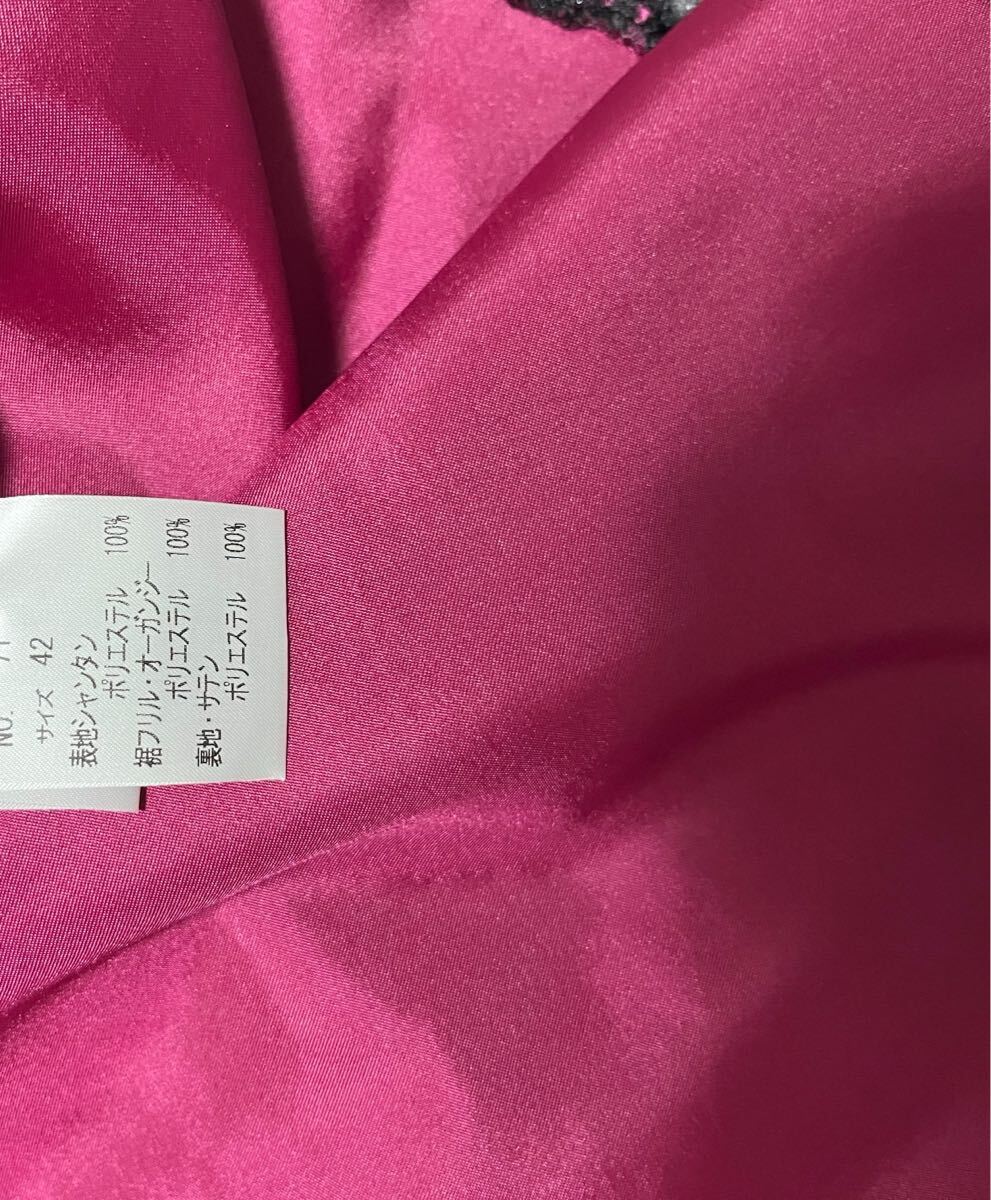 サイズ 42
表地シャンタン
ポリエステル 100%
裾フリル・オーガンジー
ポリエステル 100%
裏地・サテン
ポリエステル 100%